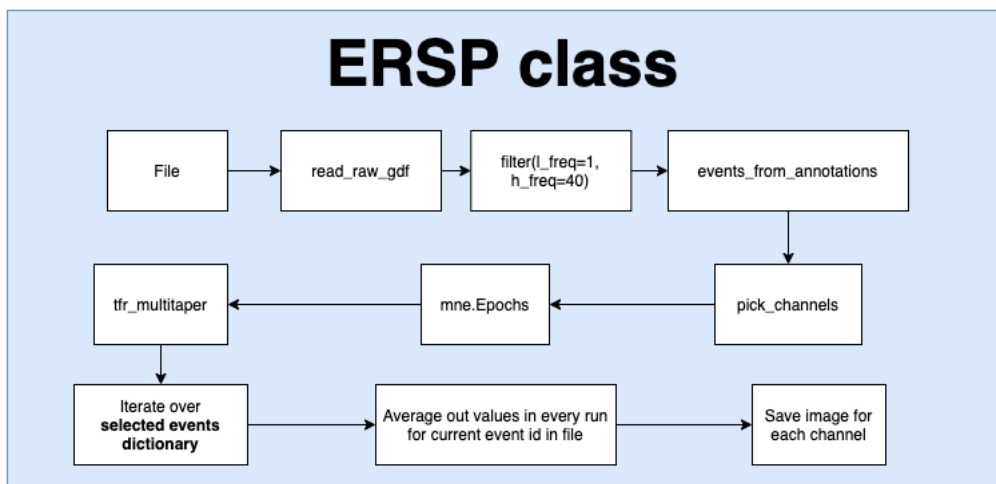 ERSP class
File
read_raw_gdf
filter(l_freq=1,
h_freq=40)
events_from_annotations
tfr_multitaper
mne.Epochs
pick_channels
Iterate over
selected events
dictionary
Average out values in every run
for current event id in file
Save image for
each channel